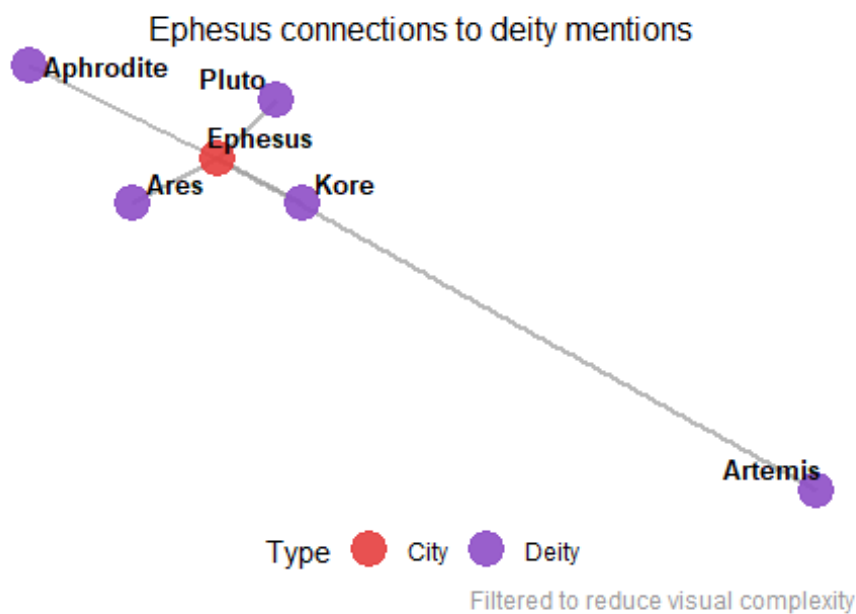 Ephesus connections to deity mentions
Aphrodite
Pluto
Ephesus
Ares
Kore
Artemis
Type City Deity
Filtered to reduce visual complexity